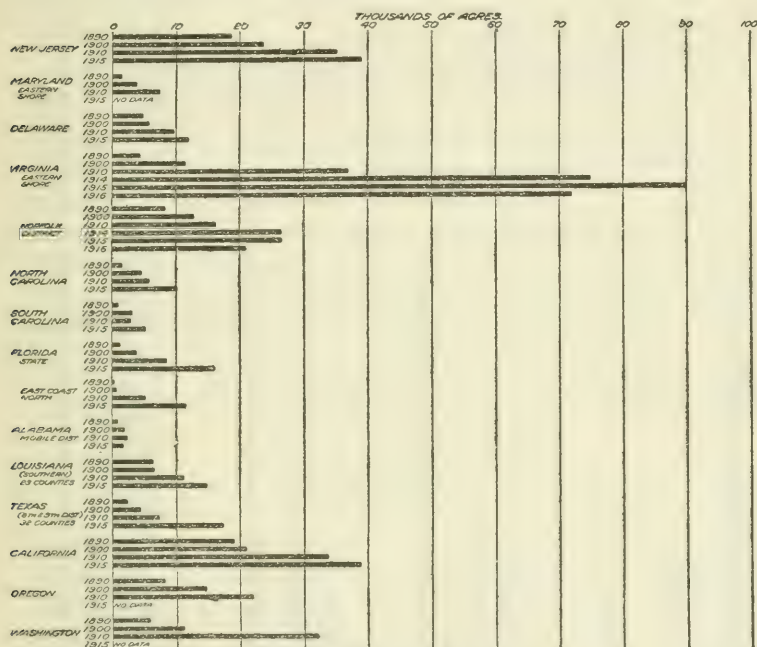 THOUSANDS OF ACRES.
0 10 20 30 40 50 60 70 80 90 100
NEW JERSEY
1890
1900
1910
1915
MARYLAND
EASTERN
SHORE
1890
1900
1910
1915 NO DATA
DELAWARE
1890
1900
1910
1915
VIRGINIA
EASTERN
SHORE
1890
1900
1910
1914
1915
1916
NORFOLK
DISTRICT
1890
1900
1910
1914
1915
1916
NORTH
CAROLINA
1890
1900
1910
1915
SOUTH
CAROLINA
1890
1900
1910
1915
FLORIDA
STATE
1890
1900
1910
1915
EAST COAST
NORTH
1890
1900
1910
1915
ALABAMA
MOBILE DIST
1890
1900
1910
1915
LOUISIANA
(SOUTHERN)
23 COUNTIES
1890
1900
1910
1915
TEXAS
32 COUNTIES
1890
1900
1910
1915
CALIFORNIA
1890
1900
1910
1915
OREGON
1890
1900
1910
1915 NO DATA
WASHINGTON
1890
1900
1910
1915 NO DATA